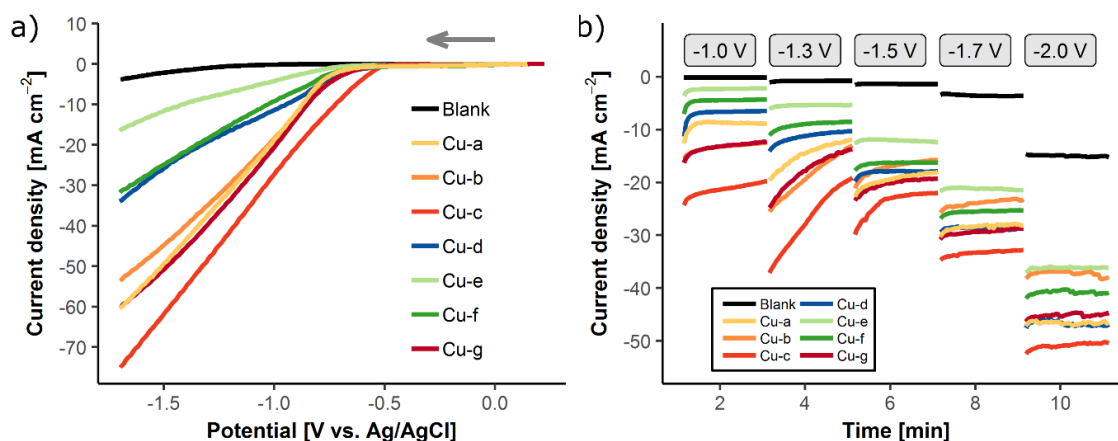 a)
Current density [mA cm⁻²]
10
0
-10
-20
-30
-40
-50
-60
-70
Blank
Cu-a
Cu-b
Cu-c
Cu-d
Cu-e
Cu-f
Cu-g
-1.5
-1.0
-0.5
0.0
Potential [V vs. Ag/AgCl]
b)
Current density [mA cm⁻²]
-1.0 V
-1.3 V
-1.5 V
-1.7 V
-2.0 V
0
-10
-20
-30
-40
-50
Blank
Cu-a
Cu-b
Cu-c
Cu-d
Cu-e
Cu-f
Cu-g
2
4
6
8
10
Time [min]